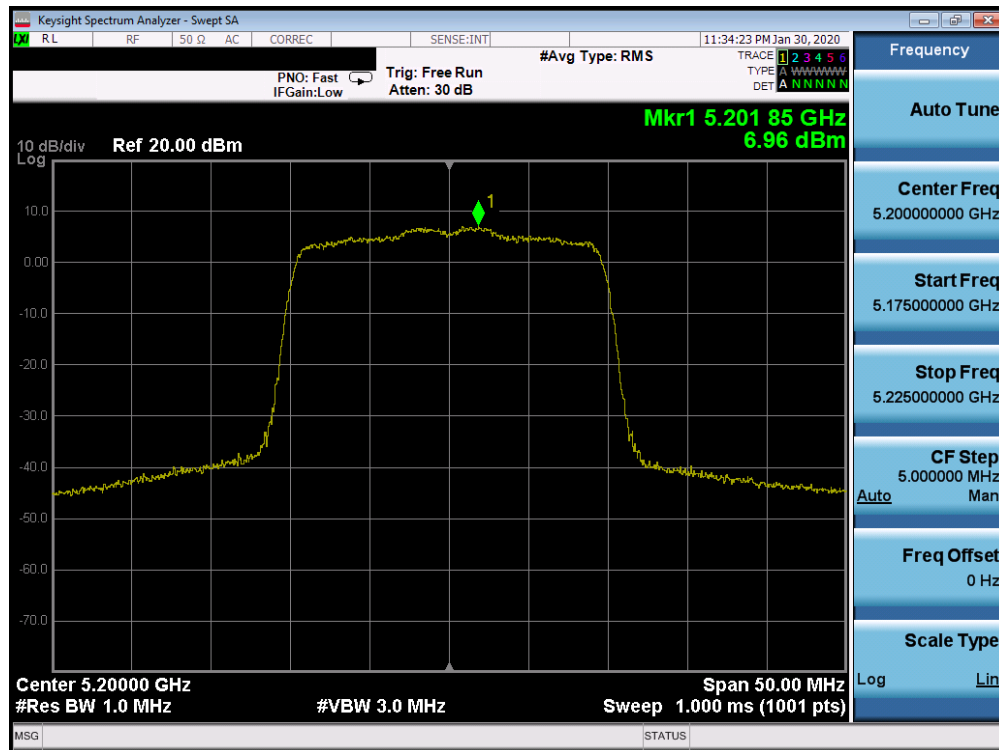 Keysight Spectrum Analyzer - Swept SA
LXI RL RF 50 Ω AC CORREC SENSE:INT 11:34:23 PM Jan 30, 2020
#Avg Type: RMS
TRACE 1 2 3 4 5 6
PNO: Fast Trig: Free Run
TYPE A WWWWW
IFGain:Low Atten: 30 dB
DET A N N N N N
Mkr1 5.201 85 GHz
6.96 dBm
10 dB/div Ref 20.00 dBm
Log
1
10.0
0.00
-10.0
-20.0
-30.0
-40.0
-50.0
-60.0
-70.0
Center 5.20000 GHz Span 50.00 MHz
#Res BW 1.0 MHz #VBW 3.0 MHz Sweep 1.000 ms (1001 pts)
MSG STATUS
Frequency
Auto Tune
Center Freq
5.200000000 GHz
Start Freq
5.175000000 GHz
Stop Freq
5.225000000 GHz
CF Step
5.000000 MHz
Auto Man
Freq Offset
0 Hz
Scale Type
Log Lin